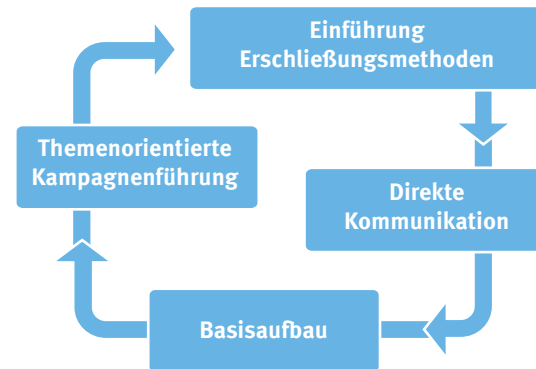 Einführung
Erschließungsmethoden
Direkte
Kommunikation
Basisaufbau
Themenorientierte
Kampagnenführung